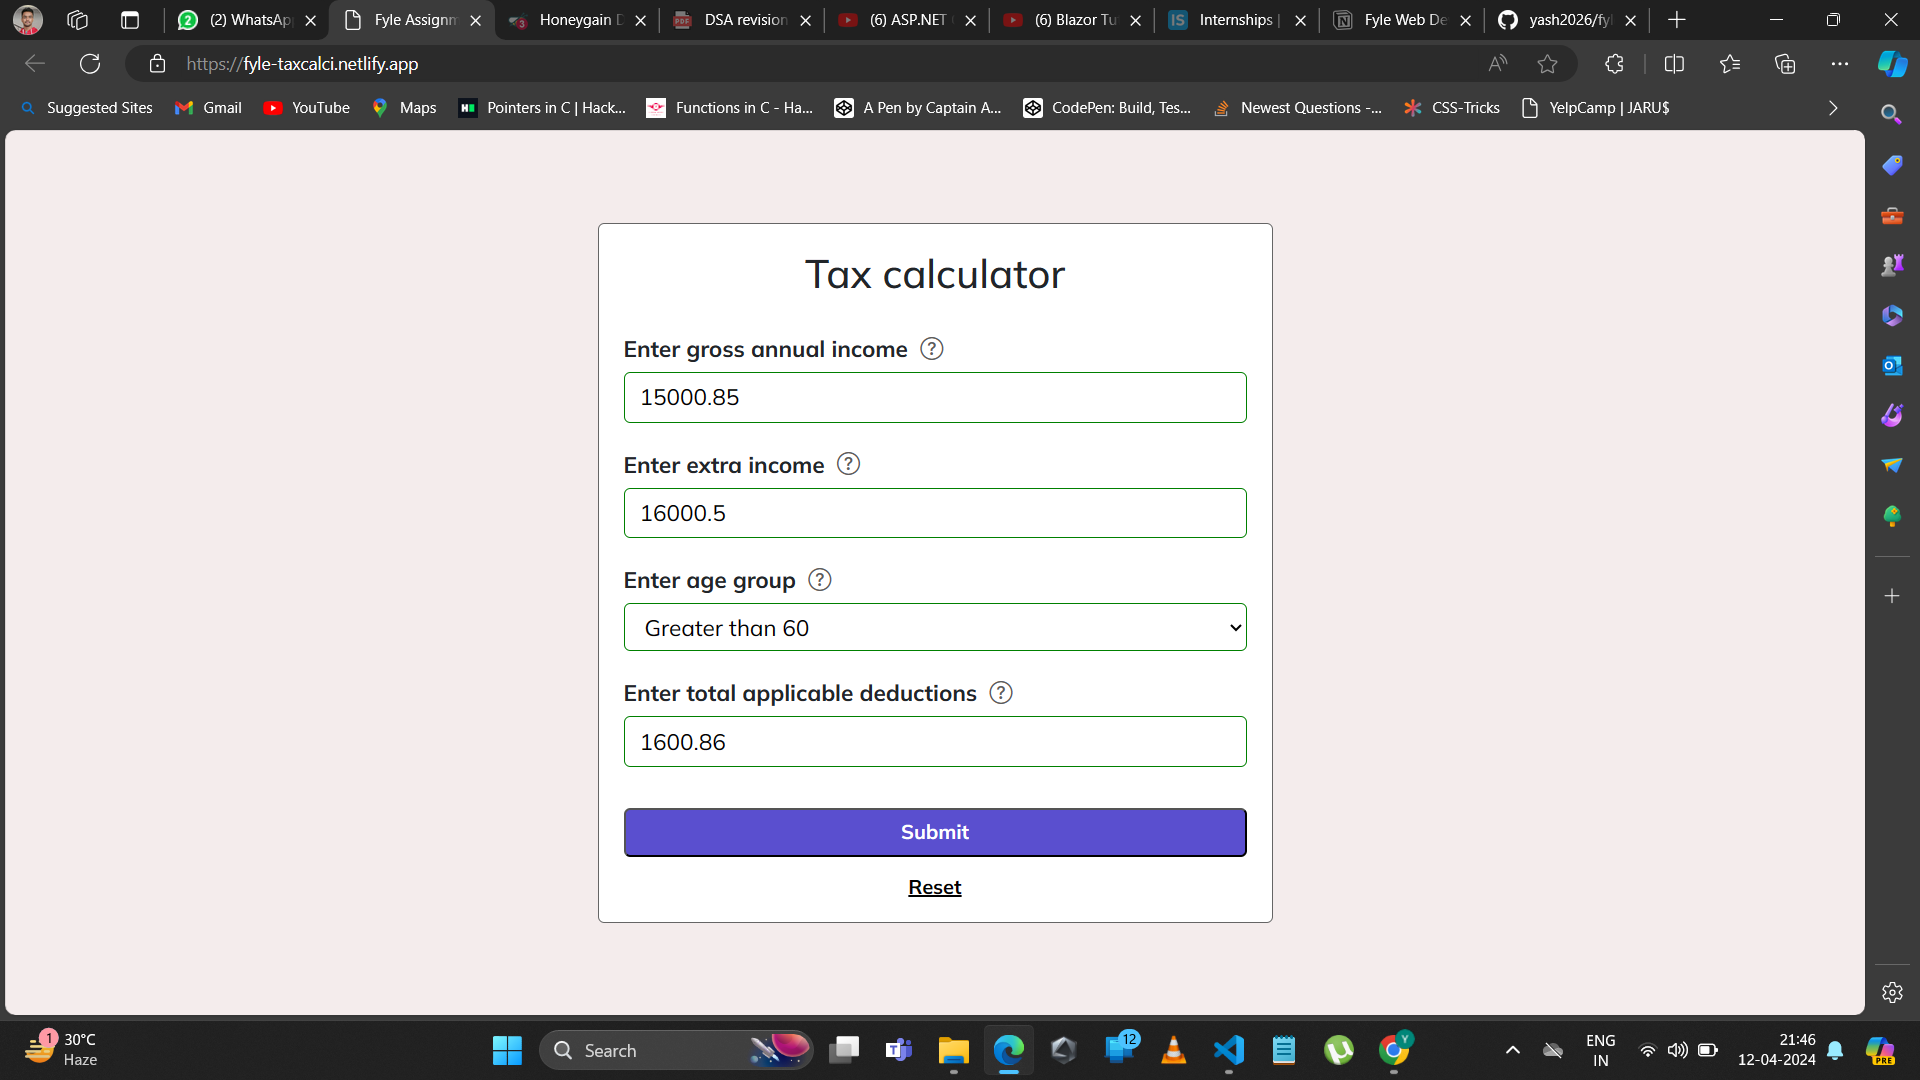 (2) WhatsAp
Fyle Assignm
Honeygain D
DSA revision
(6) ASP.NET
(6) Blazor Tu
Internships |
Fyle Web De
yash2026/fyl
https://fyle-taxcalci.netlify.app
Suggested Sites
Gmail
YouTube
Maps
Pointers in C | Hack...
Functions in C - Ha...
A Pen by Captain A...
CodePen: Build, Tes...
Newest Questions -...
CSS-Tricks
YelpCamp | JARU$
Tax calculator
Enter gross annual income ?
15000.85
Enter extra income ?
16000.5
Enter age group ?
Greater than 60
Enter total applicable deductions ?
1600.86
Submit
Reset
1
30°C
Haze
Search
12
Y
ENG
IN
21:46
12-04-2024
PRE